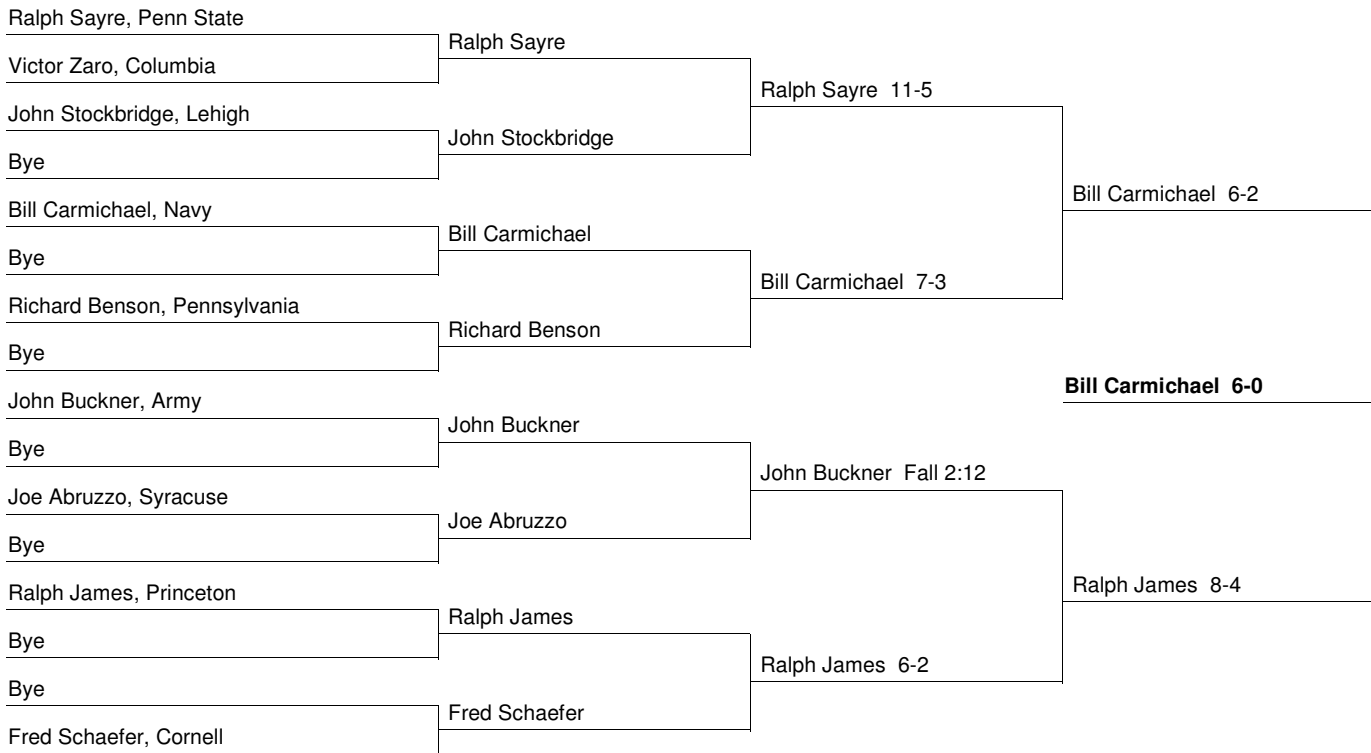 Ralph Sayre, Penn State
Victor Zaro, Columbia
John Stockbridge, Lehigh
Bye
Bill Carmichael, Navy
Bye
Richard Benson, Pennsylvania
Bye
John Buckner, Army
Bye
Joe Abruzzo, Syracuse
Bye
Ralph James, Princeton
Bye
Bye
Fred Schaefer, Cornell
Ralph Sayre
John Stockbridge
Bill Carmichael
Richard Benson
John Buckner
Joe Abruzzo
Ralph James
Fred Schaefer
Ralph Sayre 11-5
Bill Carmichael 7-3
John Buckner Fall 2:12
Ralph James 6-2
Bill Carmichael 6-2
Ralph James 8-4
Bill Carmichael 6-0